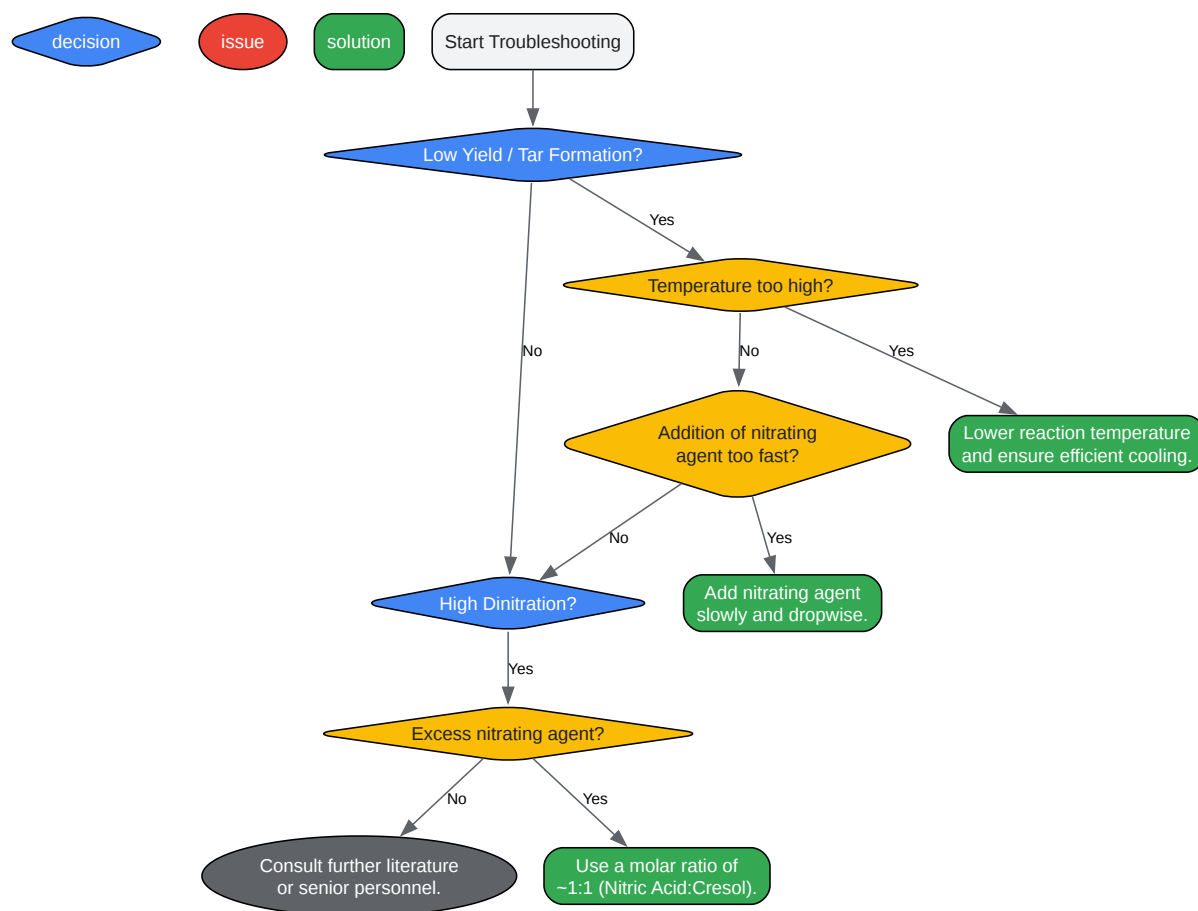 decision
issue
solution
Start Troubleshooting
Low Yield / Tar Formation?
Yes
Temperature too high?
No
No
Yes
Addition of nitrating
agent too fast?
Lower reaction temperature
and ensure efficient cooling.
No
Yes
High Dinitration?
Add nitrating agent
slowly and dropwise.
Yes
Excess nitrating agent?
No
Yes
Consult further literature
or senior personnel.
Use a molar ratio of
~1:1 (Nitric Acid:Cresol).